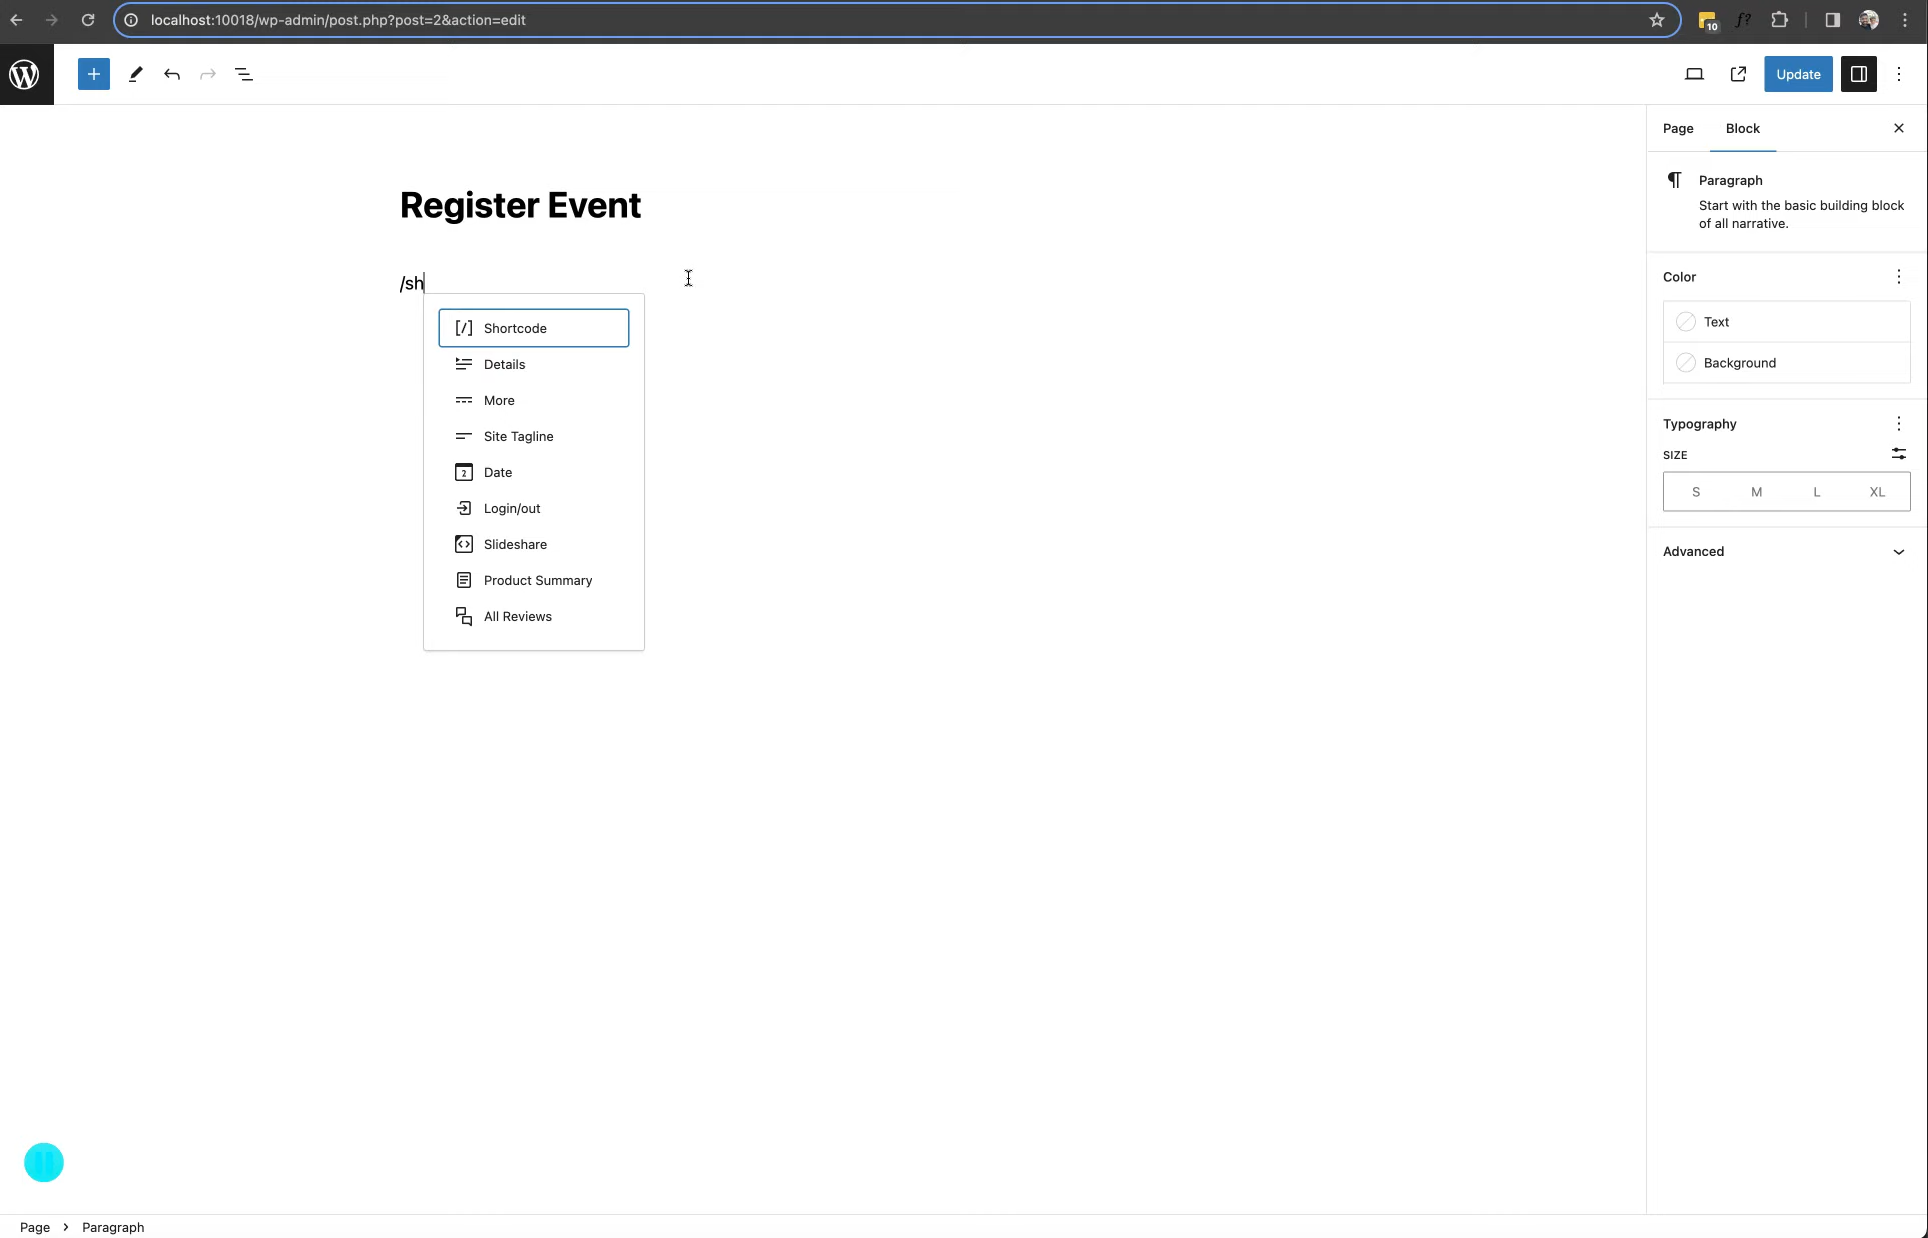 localhost:10018/wp-admin/post.php?post=2&action=edit
10
f?
Update
Page Block
Register Event
/sh
Shortcode
Details
More
Site Tagline
2 Date
Login/out
Slideshare
Product Summary
All Reviews
Paragraph
Start with the basic building block
of all narrative.
Color
Text
Background
Typography
SIZE
S M L XL
Advanced
Page > Paragraph